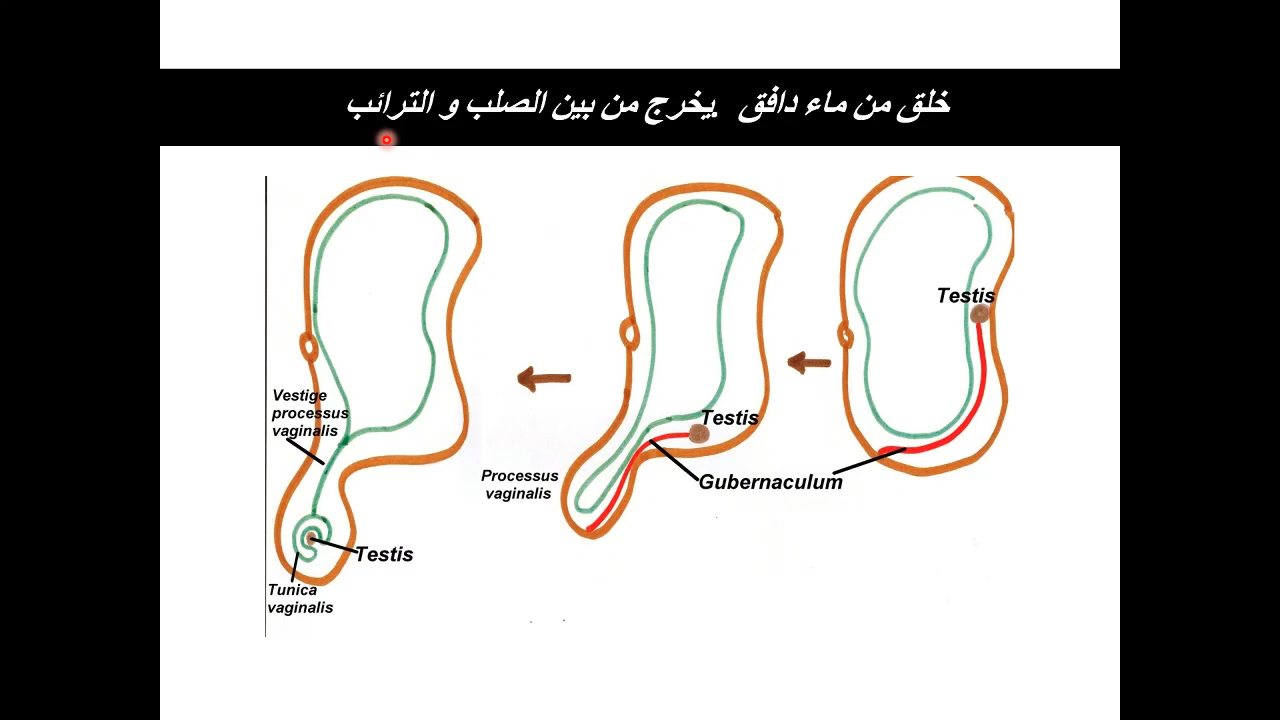 خلق من ماء دافق يخرج من بين الصلب و الترائب
Testis
Testis
Gubernaculum
Processus
vaginalis
Vestige
processus
vaginalis
Testis
Tunica
vaginalis